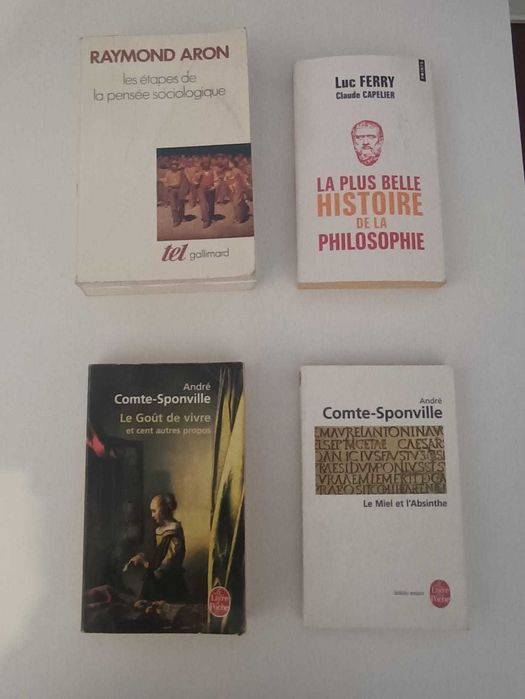 RAYMOND ARON
les étapes de
la pensée sociologique
tel gallimard
POINTS
Luc FERRY
Claude CAPELIER
LA PLUS BELLE
HISTOIRE
DE LA
PHILOSOPHIE
André
Comte-Sponville
Le Goût de vivre
et cent autres propos
Le Livre
de
Poche
André
Comte-Sponville
Le Miel et l'Absinthe
Le Livre
de
Poche